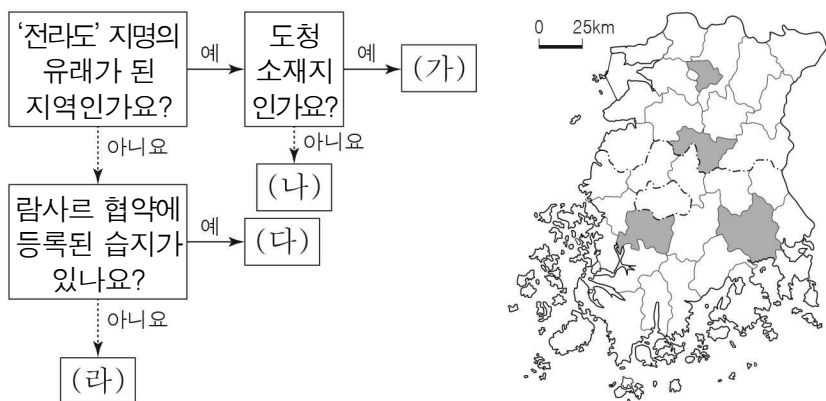 ‘전라도’ 지명의
유래가 된
지역인가요?
예
도청
소재지
인가요?
예
(가)
아니요
(나)
아니요
람사르 협약에
등록된 습지가
있나요?
예
(다)
아니요
(라)
0 25km